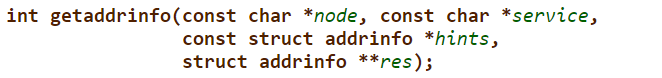 int getaddrinfo(const char *node, const char *service,
const struct addrinfo *hints,
struct addrinfo **res);